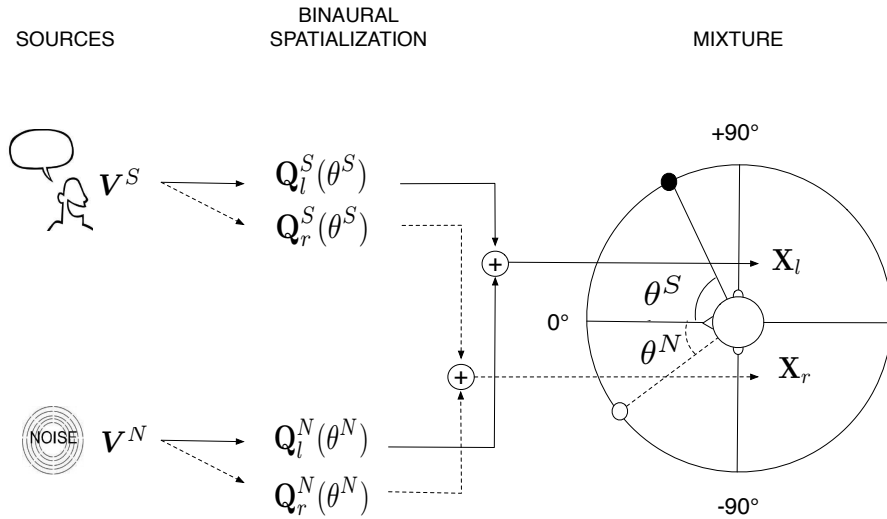 SOURCES
BINAURAL
SPATIALIZATION
MIXTURE
+90°
V^S
Q_l^S(θ^S)
Q_r^S(θ^S)
+
X_l
θ^S
0°
θ^N
+
X_r
NOISE
V^N
Q_l^N(θ^N)
Q_r^N(θ^N)
-90°